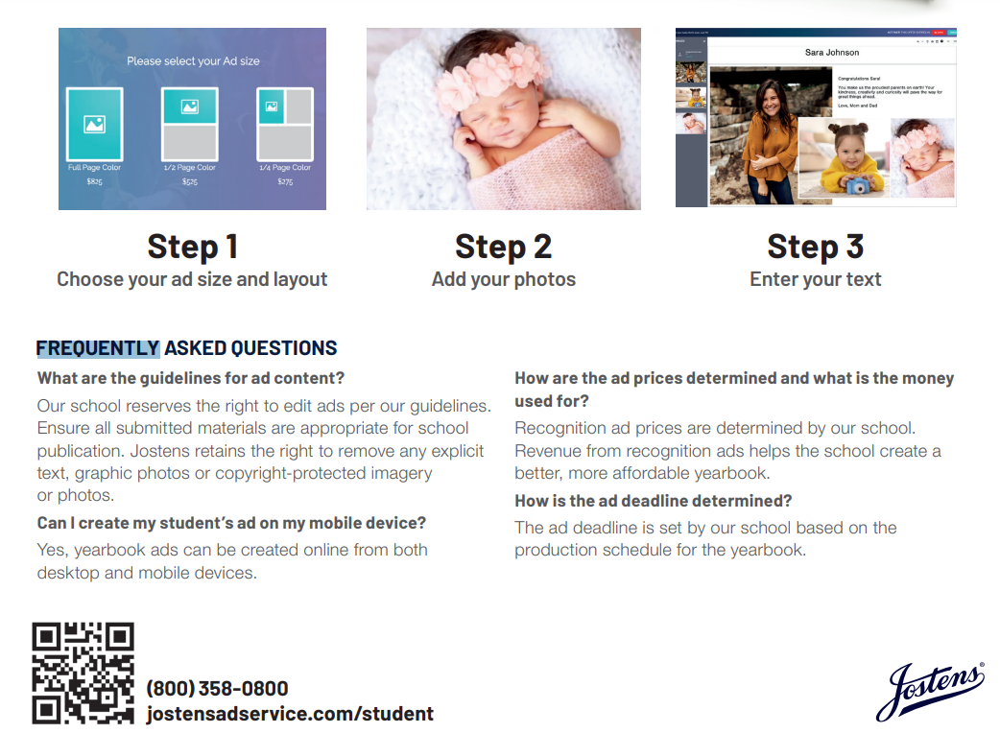 Please select your Ad size
Full Page Color
1/2 Page Color
1/4 Page Color
$825
$525
$275
Sara Johnson
Congratulations Sara!
You make us the proudest parents on earth! Your
kindness, creativity and curiosity will pave the way for
great things ahead.
Love, Mom and Dad
Step 1
Choose your ad size and layout
Step 2
Add your photos
Step 3
Enter your text
FREQUENTLY ASKED QUESTIONS
What are the guidelines for ad content?
Our school reserves the right to edit ads per our guidelines.
Ensure all submitted materials are appropriate for school
publication. Jostens retains the right to remove any explicit
text, graphic photos or copyright-protected imagery
or photos.
Can I create my student's ad on my mobile device?
Yes, yearbook ads can be created online from both
desktop and mobile devices.
How are the ad prices determined and what is the money
used for?
Recognition ad prices are determined by our school.
Revenue from recognition ads helps the school create a
better, more affordable yearbook.
How is the ad deadline determined?
The ad deadline is set by our school based on the
production schedule for the yearbook.
(800) 358-0800
jostensadservice.com/student
Jostens®